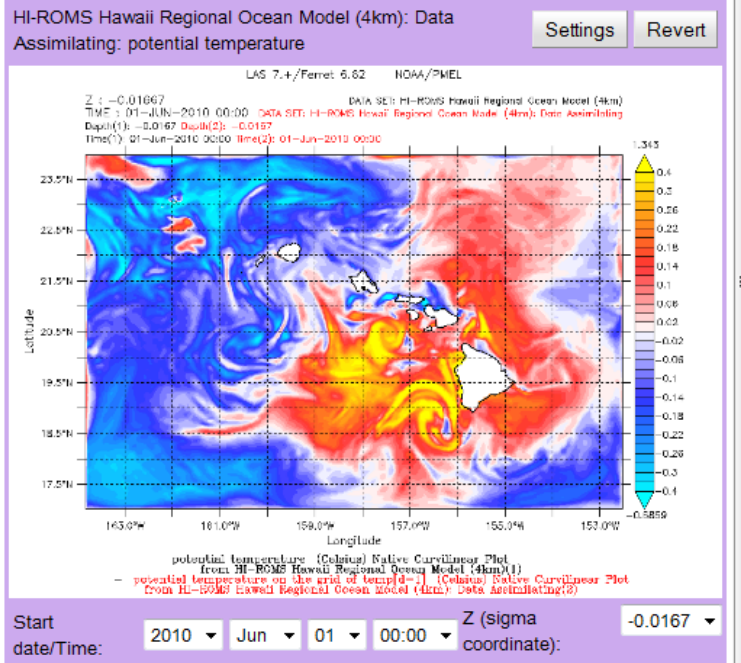 HI-ROMS Hawaii Regional Ocean Model (4km): Data
Assimilating: potential temperature
Settings
Revert
LAS 7.+/Ferret 6.82 NOAA/PMEL
Z : -0.01667
DATA SET: HI-ROMS Hawaii Regional Ocean Model (4km)
TIME : 01-JUN-2010 00:00
DATA SET: HI-ROMS Hawaii Regional Ocean Model (4km): Data Assimilating
Depth(1): -0.0167 Depth(2): -0.0167
Time(1): 01-Jun-2010 00:00 Time(2): 01-Jun-2010 00:00
1.343
0.4
0.3
0.26
0.22
0.18
0.14
0.1
0.06
0.02
-0.02
-0.06
-0.1
-0.14
-0.18
-0.22
-0.26
-0.3
-0.4
23.5°N
22.5°N
21.5°N
20.5°N
19.5°N
18.5°N
17.5°N
Latitude
163.0°W 161.0°W 159.0°W 157.0°W 155.0°W 153.0°W
Longitude
potential temperature (Celsius) Native Curvilinear Plot
from HI-ROMS Hawaii Regional Ocean Model (4km)(1)
- potential temperature on the grid of temp[d=1] (Celsius) Native Curvilinear Plot
from HI-ROMS Hawaii Regional Ocean Model (4km): Data Assimilating(2)
Start
date/Time:
2010
Jun
01
00:00
Z (sigma
coordinate):
-0.0167